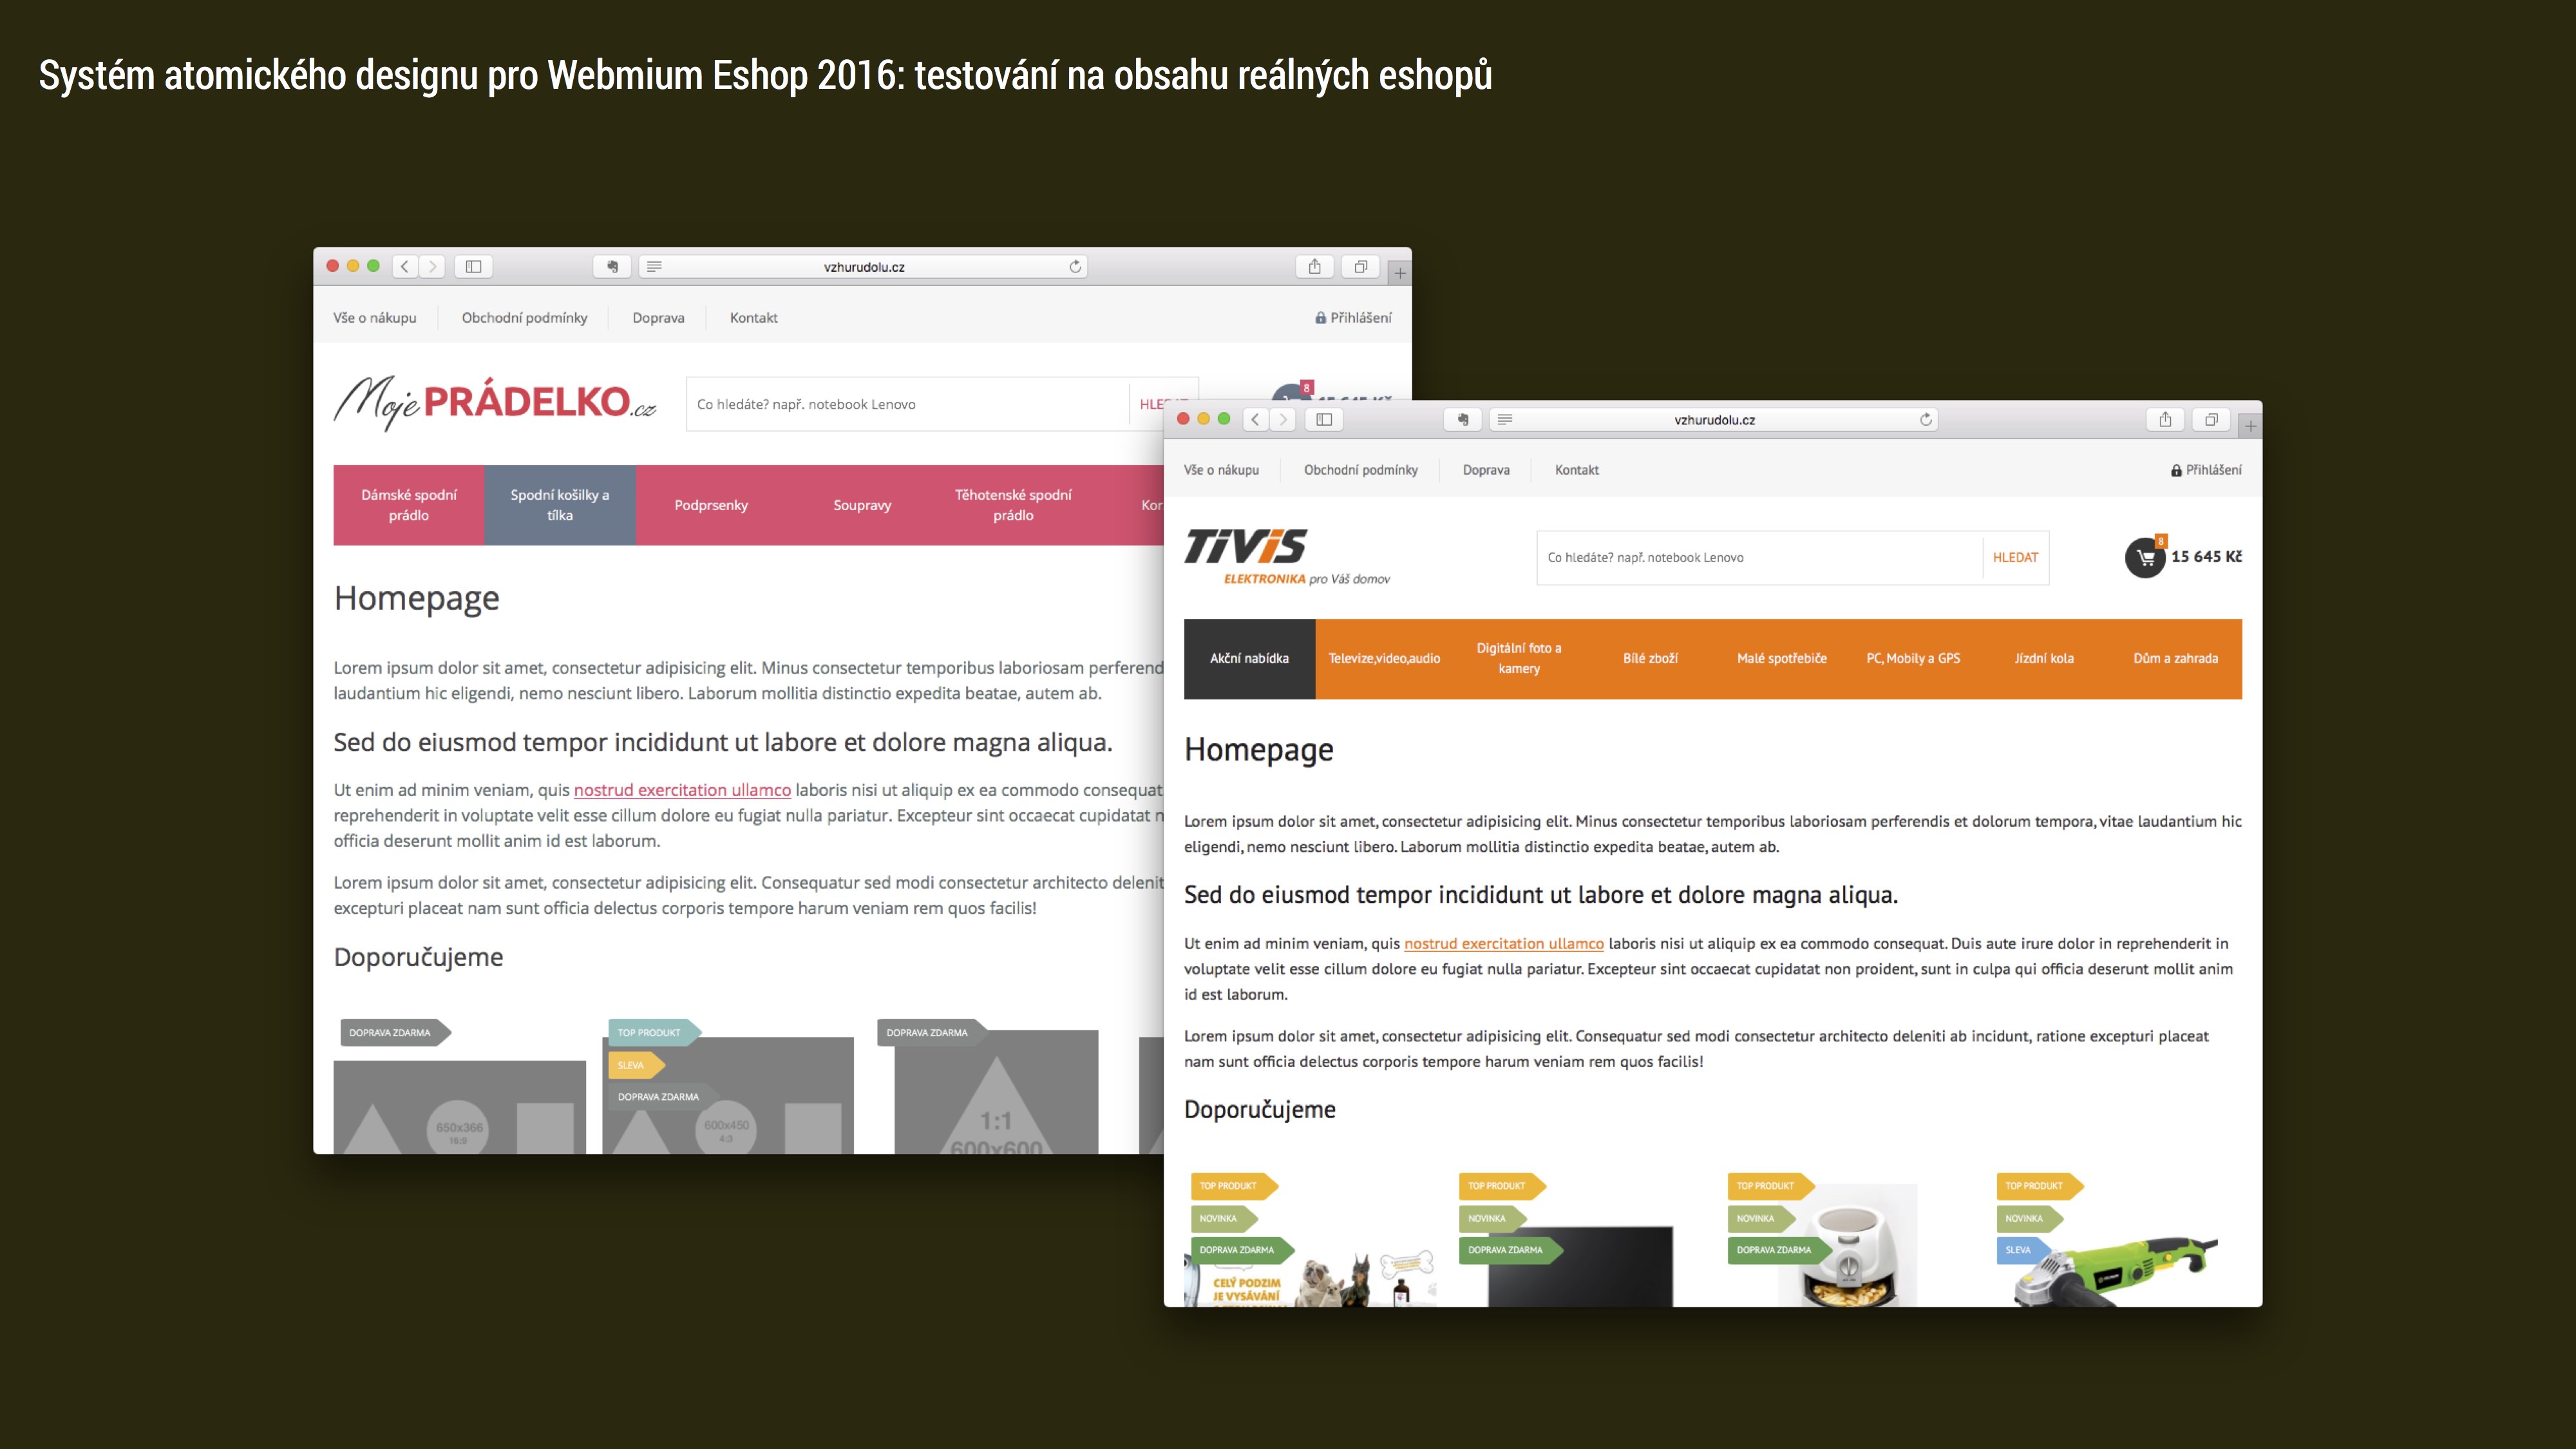 Systém atomického designu pro Webmium Eshop 2016: testování na obsahu reálných eshopů
vzhurudolu.cz
Vše o nákupu
Obchodní podmínky
Doprava
Kontakt
Přihlášení
Moje PRÁDELKO.cz
Co hledáte? např. notebook Lenovo
8
Dámské spodní
prádlo
Spodní košilky a
tílka
Podprsenky
Soupravy
Těhotenské spodní
prádlo
Homepage
Lorem ipsum dolor sit amet, consectetur adipisicing elit. Minus consectetur temporibus laboriosam perferend
laudantium hic eligendi, nemo nesciunt libero. Laborum mollitia distinctio expedita beatae, autem ab.
Sed do eiusmod tempor incididunt ut labore et dolore magna aliqua.
Ut enim ad minim veniam, quis nostrud exercitation ullamco laboris nisi ut aliquip ex ea commodo consequat
reprehenderit in voluptate velit esse cillum dolore eu fugiat nulla pariatur. Excepteur sint occaecat cupidatat n
officia deserunt mollit anim id est laborum.
Lorem ipsum dolor sit amet, consectetur adipisicing elit. Consequatur sed modi consectetur architecto delenit
excepturi placeat nam sunt officia delectus corporis tempore harum veniam rem quos facilis!
Doporučujeme
DOPRAVA ZDARMA
650x366
16:9
TOP PRODUKT
SLEVA
DOPRAVA ZDARMA
600x450
4:3
DOPRAVA ZDARMA
1:1
600x600
vzhurudolu.cz
Vše o nákupu
Obchodní podmínky
Doprava
Kontakt
Přihlášení
TiViS
ELEKTRONIKA pro Váš domov
Co hledáte? např. notebook Lenovo
HLEDAT
8
15 645 Kč
Akční nabídka
Televize,video,audio
Digitální foto a
kamery
Bílé zboží
Malé spotřebiče
PC, Mobily a GPS
Jízdní kola
Dům a zahrada
Homepage
Lorem ipsum dolor sit amet, consectetur adipisicing elit. Minus consectetur temporibus laboriosam perferendis et dolorum tempora, vitae laudantium hic
eligendi, nemo nesciunt libero. Laborum mollitia distinctio expedita beatae, autem ab.
Sed do eiusmod tempor incididunt ut labore et dolore magna aliqua.
Ut enim ad minim veniam, quis nostrud exercitation ullamco laboris nisi ut aliquip ex ea commodo consequat. Duis aute irure dolor in reprehenderit in
voluptate velit esse cillum dolore eu fugiat nulla pariatur. Excepteur sint occaecat cupidatat non proident, sunt in culpa qui officia deserunt mollit anim
id est laborum.
Lorem ipsum dolor sit amet, consectetur adipisicing elit. Consequatur sed modi consectetur architecto deleniti ab incidunt, ratione excepturi placeat
nam sunt officia delectus corporis tempore harum veniam rem quos facilis!
Doporučujeme
TOP PRODUKT
NOVINKA
DOPRAVA ZDARMA
CELÝ PODZIM
JE VYSÁVÁNÍ
TOP PRODUKT
NOVINKA
DOPRAVA ZDARMA
TOP PRODUKT
NOVINKA
DOPRAVA ZDARMA
TOP PRODUKT
NOVINKA
SLEVA